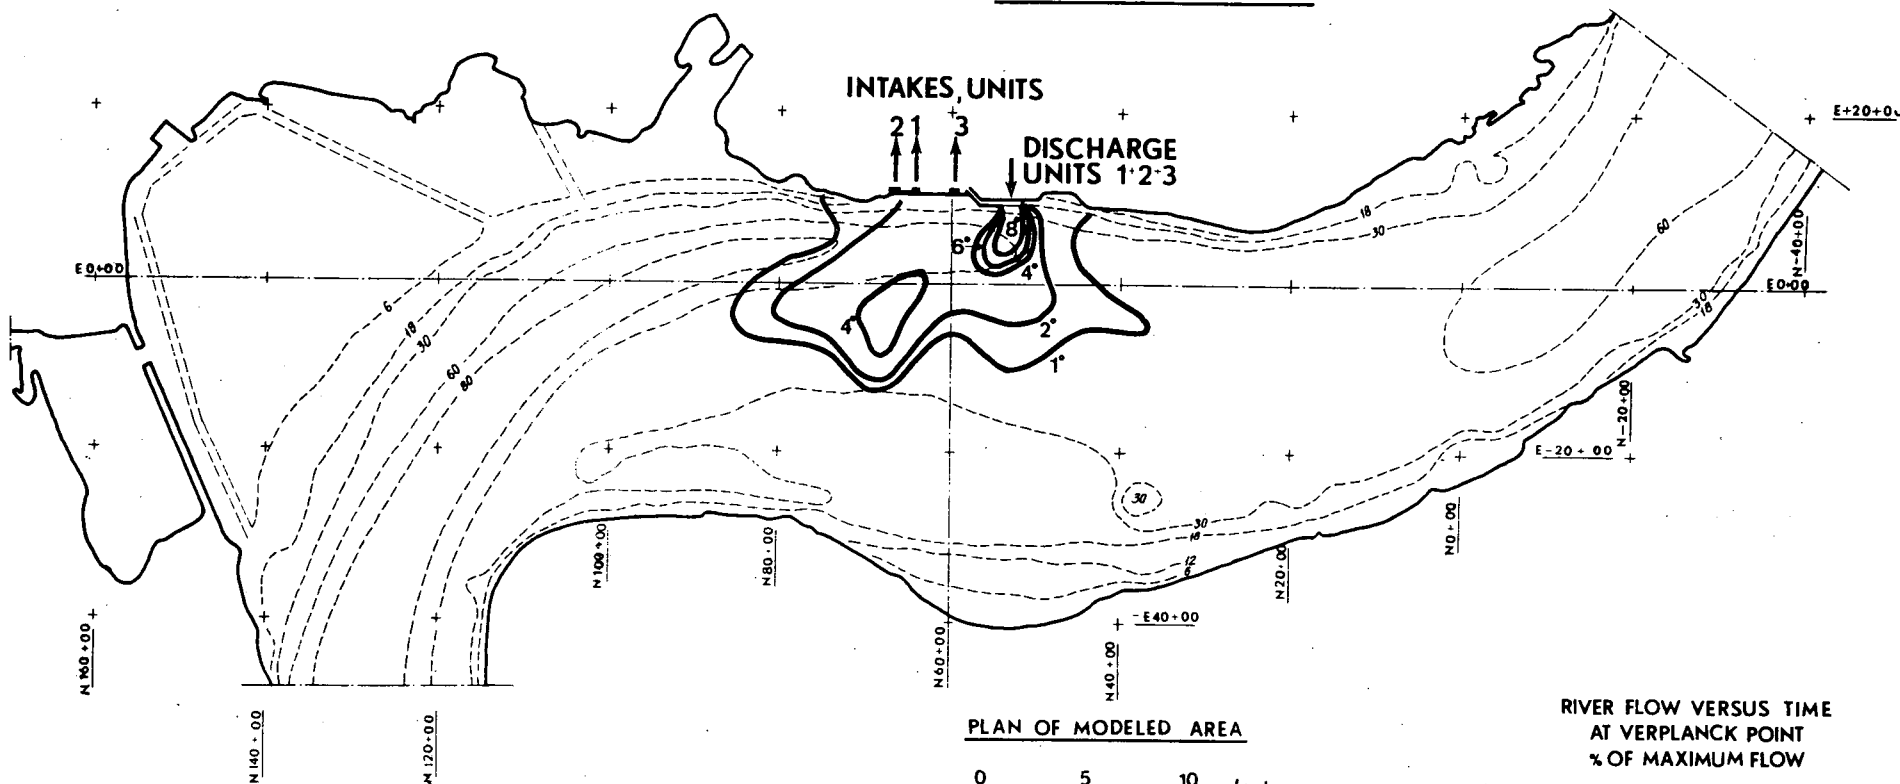 INTAKES, UNITS
2 1 3
DISCHARGE
UNITS 1+2+3
E+20+00
8°
6°
4°
4°
2°
1°
E 0+00
E 0+00
6
18
30
60
80
18
30
60
30
18
N-40+00
N-20+00
E-20+00
30
30
18
12
6
N 160+00
N 140+00
N 120+00
N 100+00
N 80+00
N 60+00
N 40+00
N 20+00
N 0+00
-E40+00
PLAN OF MODELED AREA
0 5 10
RIVER FLOW VERSUS TIME
AT VERPLANCK POINT
% OF MAXIMUM FLOW